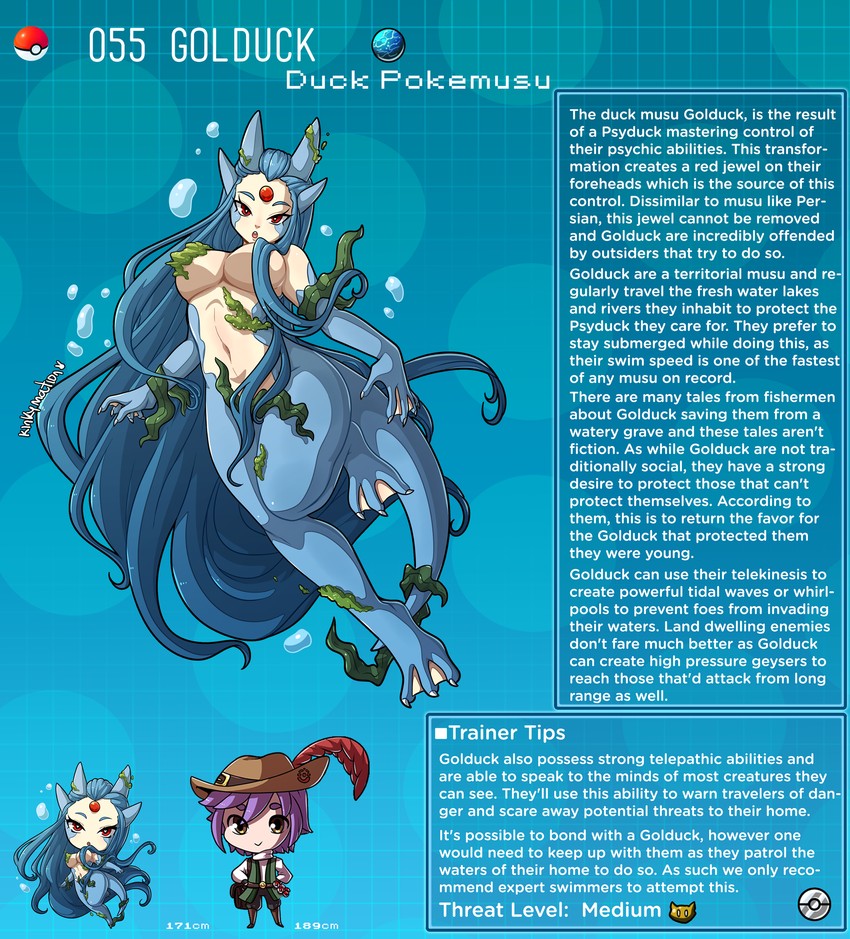 055 GOLDUCK
Duck Pokemusu
The duck musu Golduck, is the result
of a Psyduck mastering control of
their psychic abilities. This transfor-
mation creates a red jewel on their
foreheads which is the source of this
control. Dissimilar to musu like Per-
sian, this jewel cannot be removed
and Golduck are incredibly offended
by outsiders that try to do so.
Golduck are a territorial musu and re-
gularly travel the fresh water lakes
and rivers they inhabit to protect the
Psyduck they care for. They prefer to
stay submerged while doing this, as
their swim speed is one of the fastest
of any musu on record.
There are many tales from fishermen
about Golduck saving them from a
watery grave and these tales aren't
fiction. As while Golduck are not tra-
ditionally social, they have a strong
desire to protect those that can't
protect themselves. According to
them, this is to return the favor for
the Golduck that protected them
they were young.
Golduck can use their telekinesis to
create powerful tidal waves or whirl-
pools to prevent foes from invading
their waters. Land dwelling enemies
don't fare much better as Golduck
can create high pressure geysers to
reach those that'd attack from long
range as well.
kinkymation
Trainer Tips
Golduck also possess strong telepathic abilities and
are able to speak to the minds of most creatures they
can see. They'll use this ability to warn travelers of dan-
ger and scare away potential threats to their home.
It's possible to bond with a Golduck, however one
would need to keep up with them as they patrol the
waters of their home to do so. As such we only reco-
mmend expert swimmers to attempt this.
Threat Level: Medium
171cm
189cm